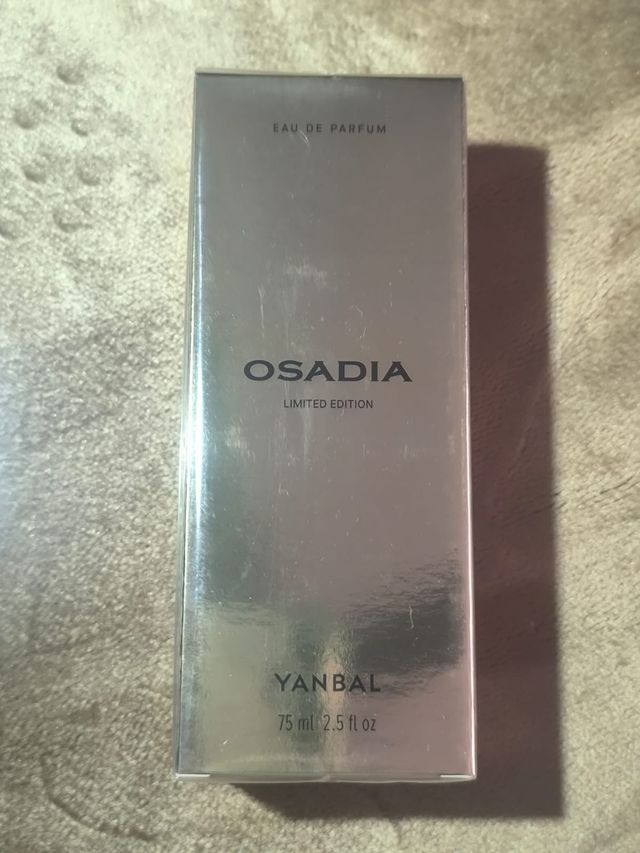 EAU DE PARFUM
OSADIA
LIMITED EDITION
YANBAL
75 ml 2.5 fl oz